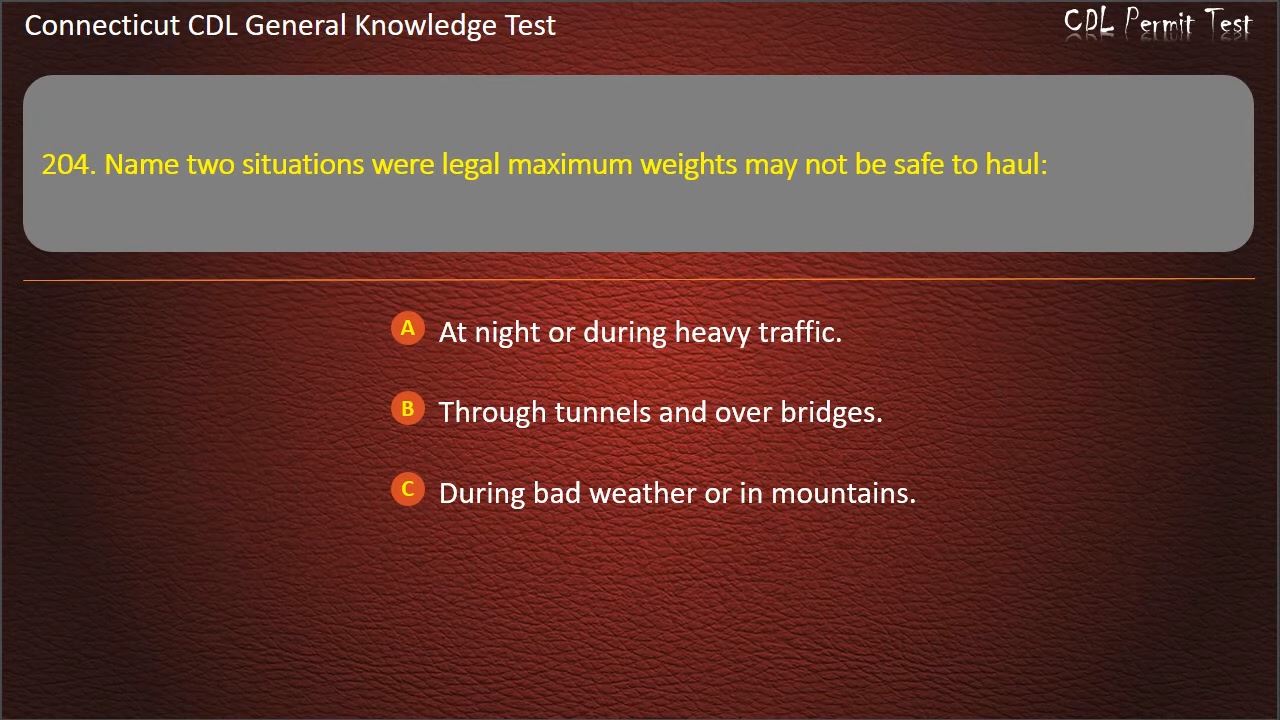 Connecticut CDL General Knowledge Test
CDL Permit Test
204. Name two situations were legal maximum weights may not be safe to haul:
A At night or during heavy traffic.
B Through tunnels and over bridges.
C During bad weather or in mountains.